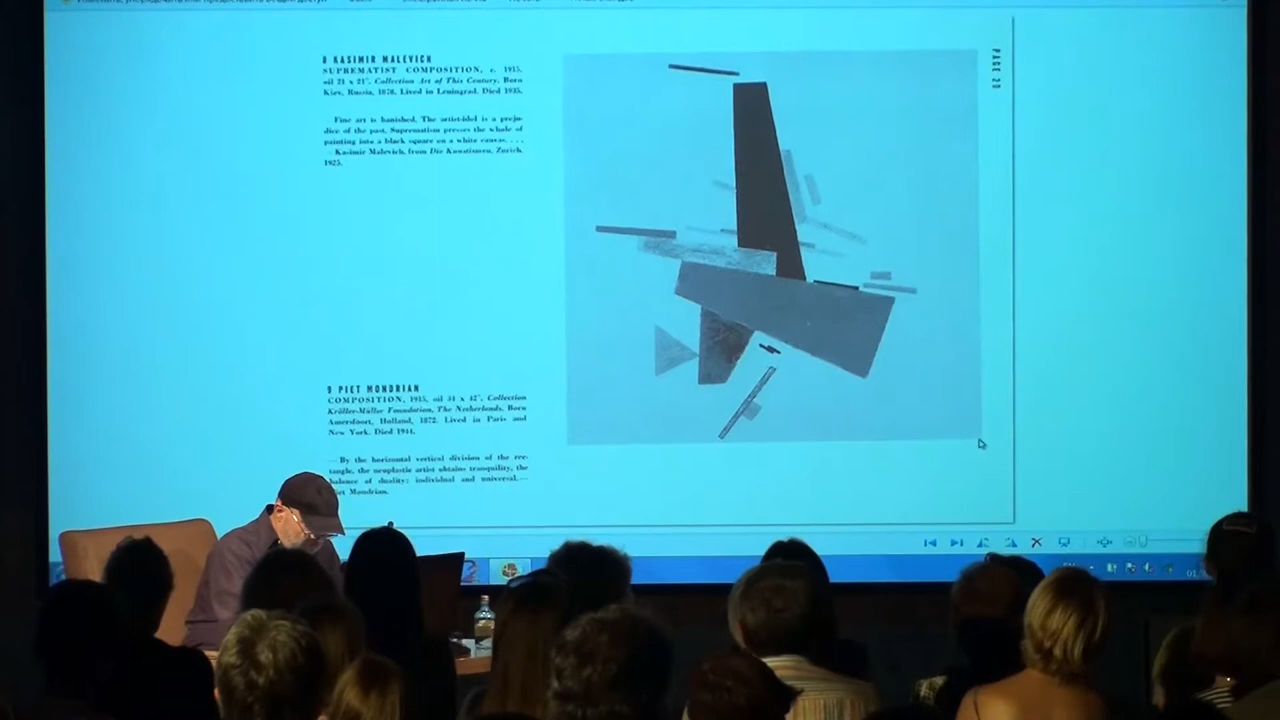 8 KASIMIR MALEVICH
SUPREMATIST COMPOSITION, c. 1915,
oil 21 x 21". Collection Art of This Century. Born
Kiev, Russia, 1878. Lived in Leningrad. Died 1935.
Fine art is banished. The artist-idol is a preju-
dice of the past. Suprematism presses the whole of
painting into a black square on a white canvas. . . .
—Kasimir Malevich, from Die Kunstismen, Zurich,
1925.
PAGE 25
9 PIET MONDRIAN
COMPOSITION, 1915, oil 34 x 42", Collection
Kröller-Müller Foundation, The Netherlands. Born
Amersfoort, Holland, 1872. Lived in Paris and
New York. Died 1944.
—By the horizontal vertical division of the rec-
tangle, the neoplastic artist obtains tranquility, the
balance of duality: individual and universal.—
Piet Mondrian.